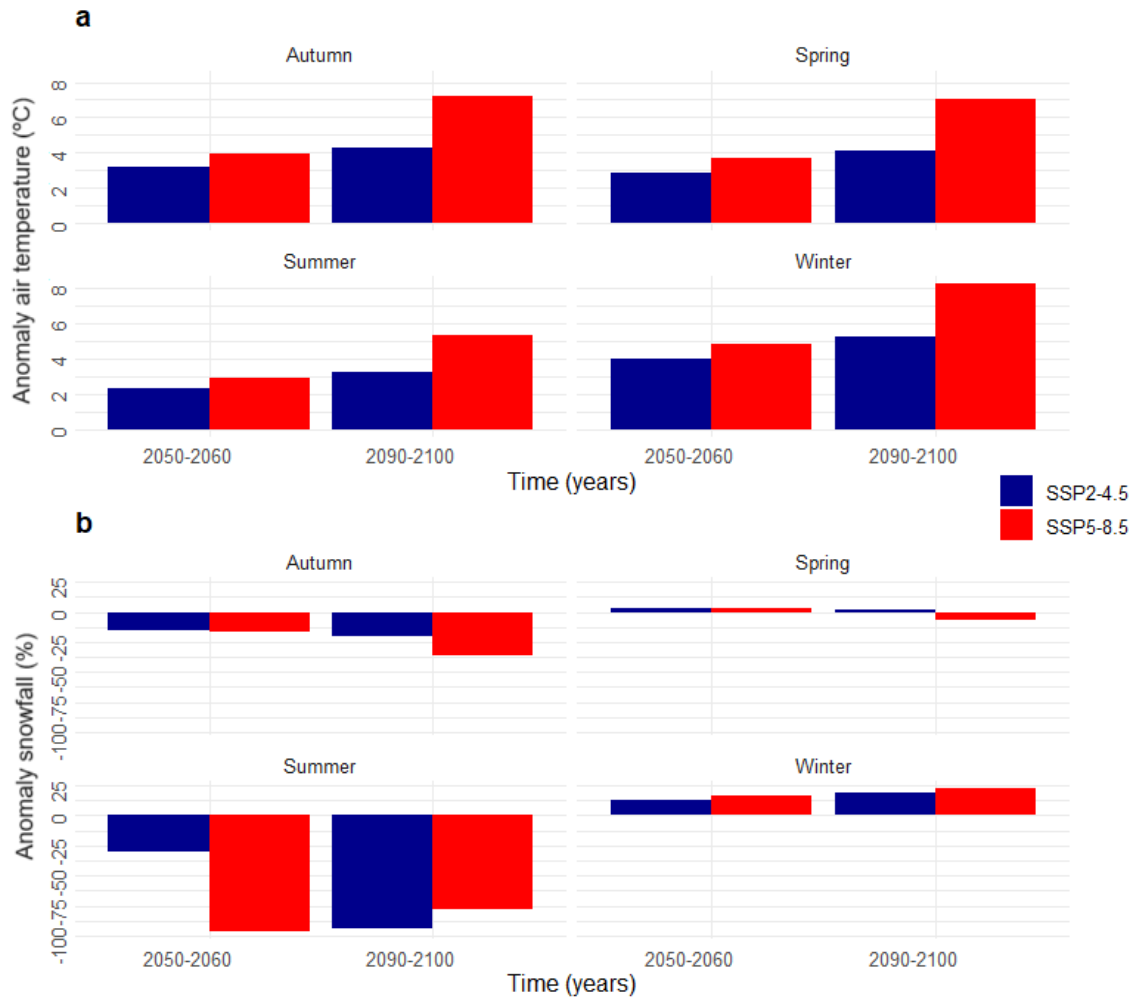 a
Autumn
Spring
8
6
4
2
0
Summer
Winter
8
6
4
2
0
Anomaly air temperature (ºC)
2050-2060
2090-2100
2050-2060
2090-2100
Time (years)
SSP2-4.5
SSP5-8.5
b
Autumn
Spring
25
0
-25
-50
-75
-100
Summer
Winter
25
0
-25
-50
-75
-100
Anomaly snowfall (%)
2050-2060
2090-2100
2050-2060
2090-2100
Time (years)